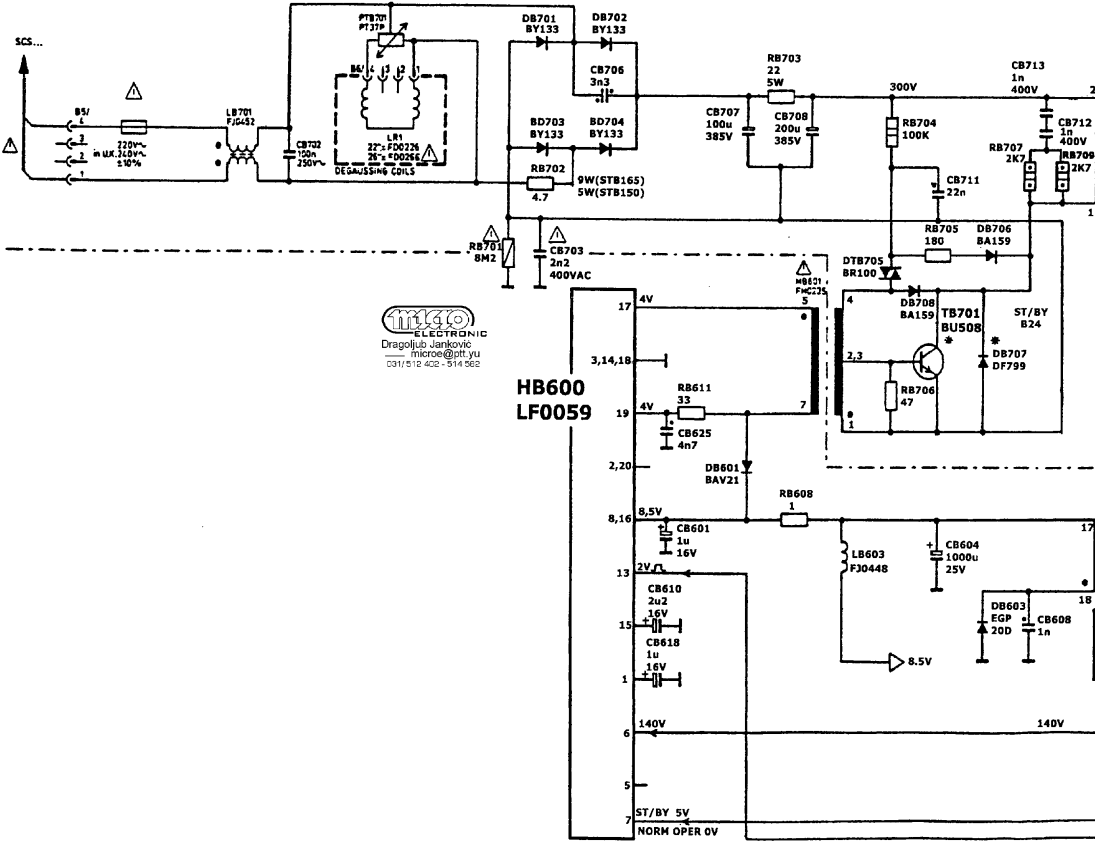 SCS...
B5/
4
3
2
1
220V~
in U.K. 240V~
±10%
LB701
FJ0452
CB702
100n
250V~
PTB701
PT37P
B6/ 4 3 2 1
LR1
22"= FD0226
26"= FD0266
DEGAUSSING COILS
DB701
BY133
DB702
BY133
CB706
3n3
BD703
BY133
BD704
BY133
RB702
4.7
9W(STB165)
5W(STB150)
RB701
8M2
CB703
2n2
400VAC
RB703
22
5W
CB707
100u
385V
CB708
200u
385V
300V
RB704
100K
CB711
22n
CB713
1n
400V
2
CB712
1n
400V
RB707
2K7
RB709
2K7
1
RB705
180
DB706
BA159
DTB705
BR100
DB708
BA159
TB701
BU508
*
*
ST/BY
B24
DB707
DF799
RB706
47
MB601
5
4
2,3
7
1
micro
ELECTRONIC
Dragoljub Janković
microe@ptt.yu
031/ 512 402 - 514 562
HB600
LF0059
17
4V
3,14,18
19
4V
RB611
33
CB625
4n7
2,20
DB601
BAV21
8,16
8,5V
CB601
1u
16V
RB608
1
LB603
FJ0448
CB604
1000u
25V
17
18
DB603
EGP
20D
CB608
1n
8.5V
13
2V
CB610
2u2
16V
15
CB618
1u
16V
1
6
140V
140V
5
7
ST/BY 5V
NORM OPER 0V